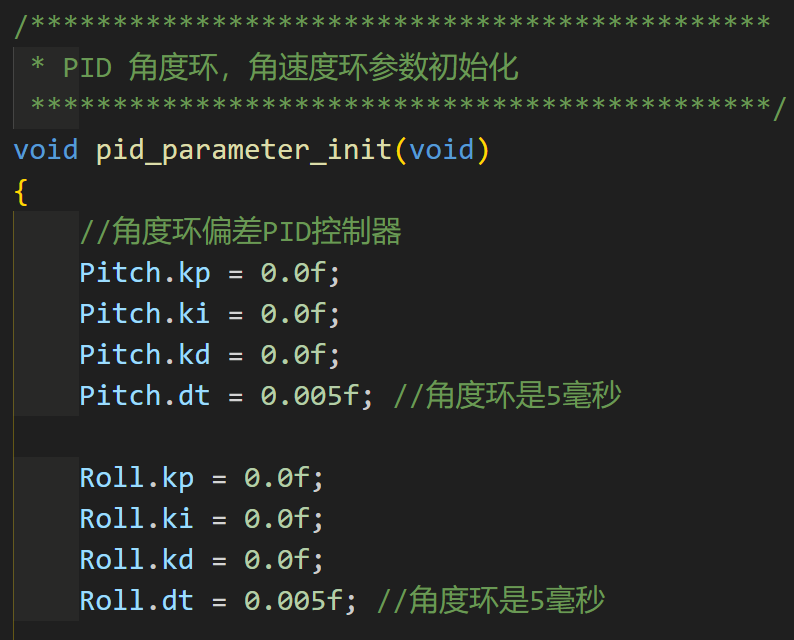 /*********************************************
* PID 角度环，角速度环参数初始化
*********************************************/
void pid_parameter_init(void)
{
//角度环偏差PID控制器
Pitch.kp = 0.0f;
Pitch.ki = 0.0f;
Pitch.kd = 0.0f;
Pitch.dt = 0.005f; //角度环是5毫秒
Roll.kp = 0.0f;
Roll.ki = 0.0f;
Roll.kd = 0.0f;
Roll.dt = 0.005f; //角度环是5毫秒